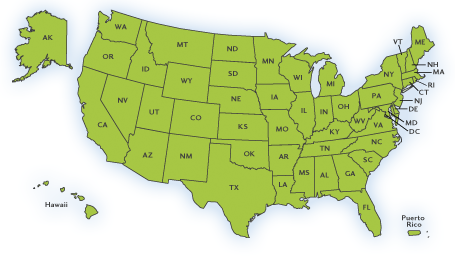 AK
WA
OR
CA
ID
NV
MT
WY
UT
AZ
CO
NM
ND
SD
NE
KS
OK
TX
MN
IA
MO
AR
LA
WI
IL
MI
IN
OH
KY
TN
MS
AL
GA
FL
SC
NC
VA
WV
PA
NY
VT
ME
NH
MA
RI
CT
NJ
DE
MD
DC
Hawaii
Puerto
Rico